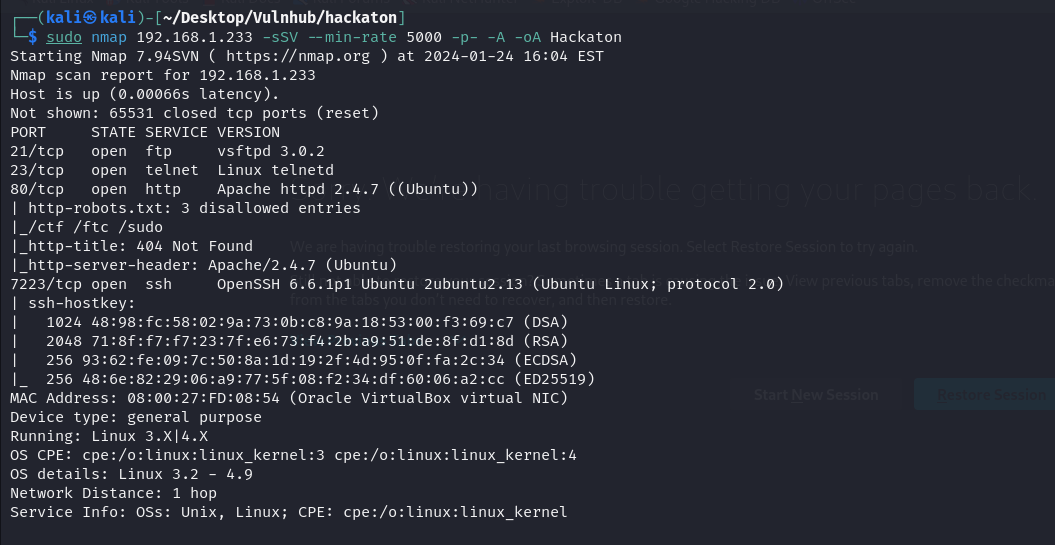 ┌──(kali㉿kali)-[~/Desktop/Vulnhub/hackaton]
└─$ sudo nmap 192.168.1.233 -sSV --min-rate 5000 -p- -A -oA Hackaton
Starting Nmap 7.94SVN ( https://nmap.org ) at 2024-01-24 16:04 EST
Nmap scan report for 192.168.1.233
Host is up (0.00066s latency).
Not shown: 65531 closed tcp ports (reset)
PORT     STATE SERVICE VERSION
21/tcp   open  ftp     vsftpd 3.0.2
23/tcp   open  telnet  Linux telnetd
80/tcp   open  http    Apache httpd 2.4.7 ((Ubuntu))
having trouble getting your pages back.
| http-robots.txt: 3 disallowed entries
|_/ctf /ftc /sudo
|_http-title: 404 Not Found
We are having trouble restoring your last browsing session. Select Restore Session to try again.
|_http-server-header: Apache/2.4.7 (Ubuntu)
7223/tcp open  ssh     OpenSSH 6.6.1p1 Ubuntu 2ubuntu2.13 (Ubuntu Linux; protocol 2.0)
View previous tabs, remove the checkma
| ssh-hostkey:
from the tabs you don't need to recover, and then restore.
|   1024 48:98:fc:58:02:9a:73:0b:c8:9a:18:53:00:f3:69:c7 (DSA)
|   2048 71:8f:f7:f7:23:7f:e6:73:f4:2b:a9:51:de:8f:d1:8d (RSA)
|   256 93:62:fe:09:7c:50:8a:1d:19:2f:4d:95:0f:fa:2c:34 (ECDSA)
|_  256 48:6e:82:29:06:a9:77:5f:08:f2:34:df:60:06:a2:cc (ED25519)
MAC Address: 08:00:27:FD:08:54 (Oracle VirtualBox virtual NIC)
Start New Session
Restore Session
Device type: general purpose
Running: Linux 3.X|4.X
OS CPE: cpe:/o:linux:linux_kernel:3 cpe:/o:linux:linux_kernel:4
OS details: Linux 3.2 - 4.9
Network Distance: 1 hop
Service Info: OSs: Unix, Linux; CPE: cpe:/o:linux:linux_kernel